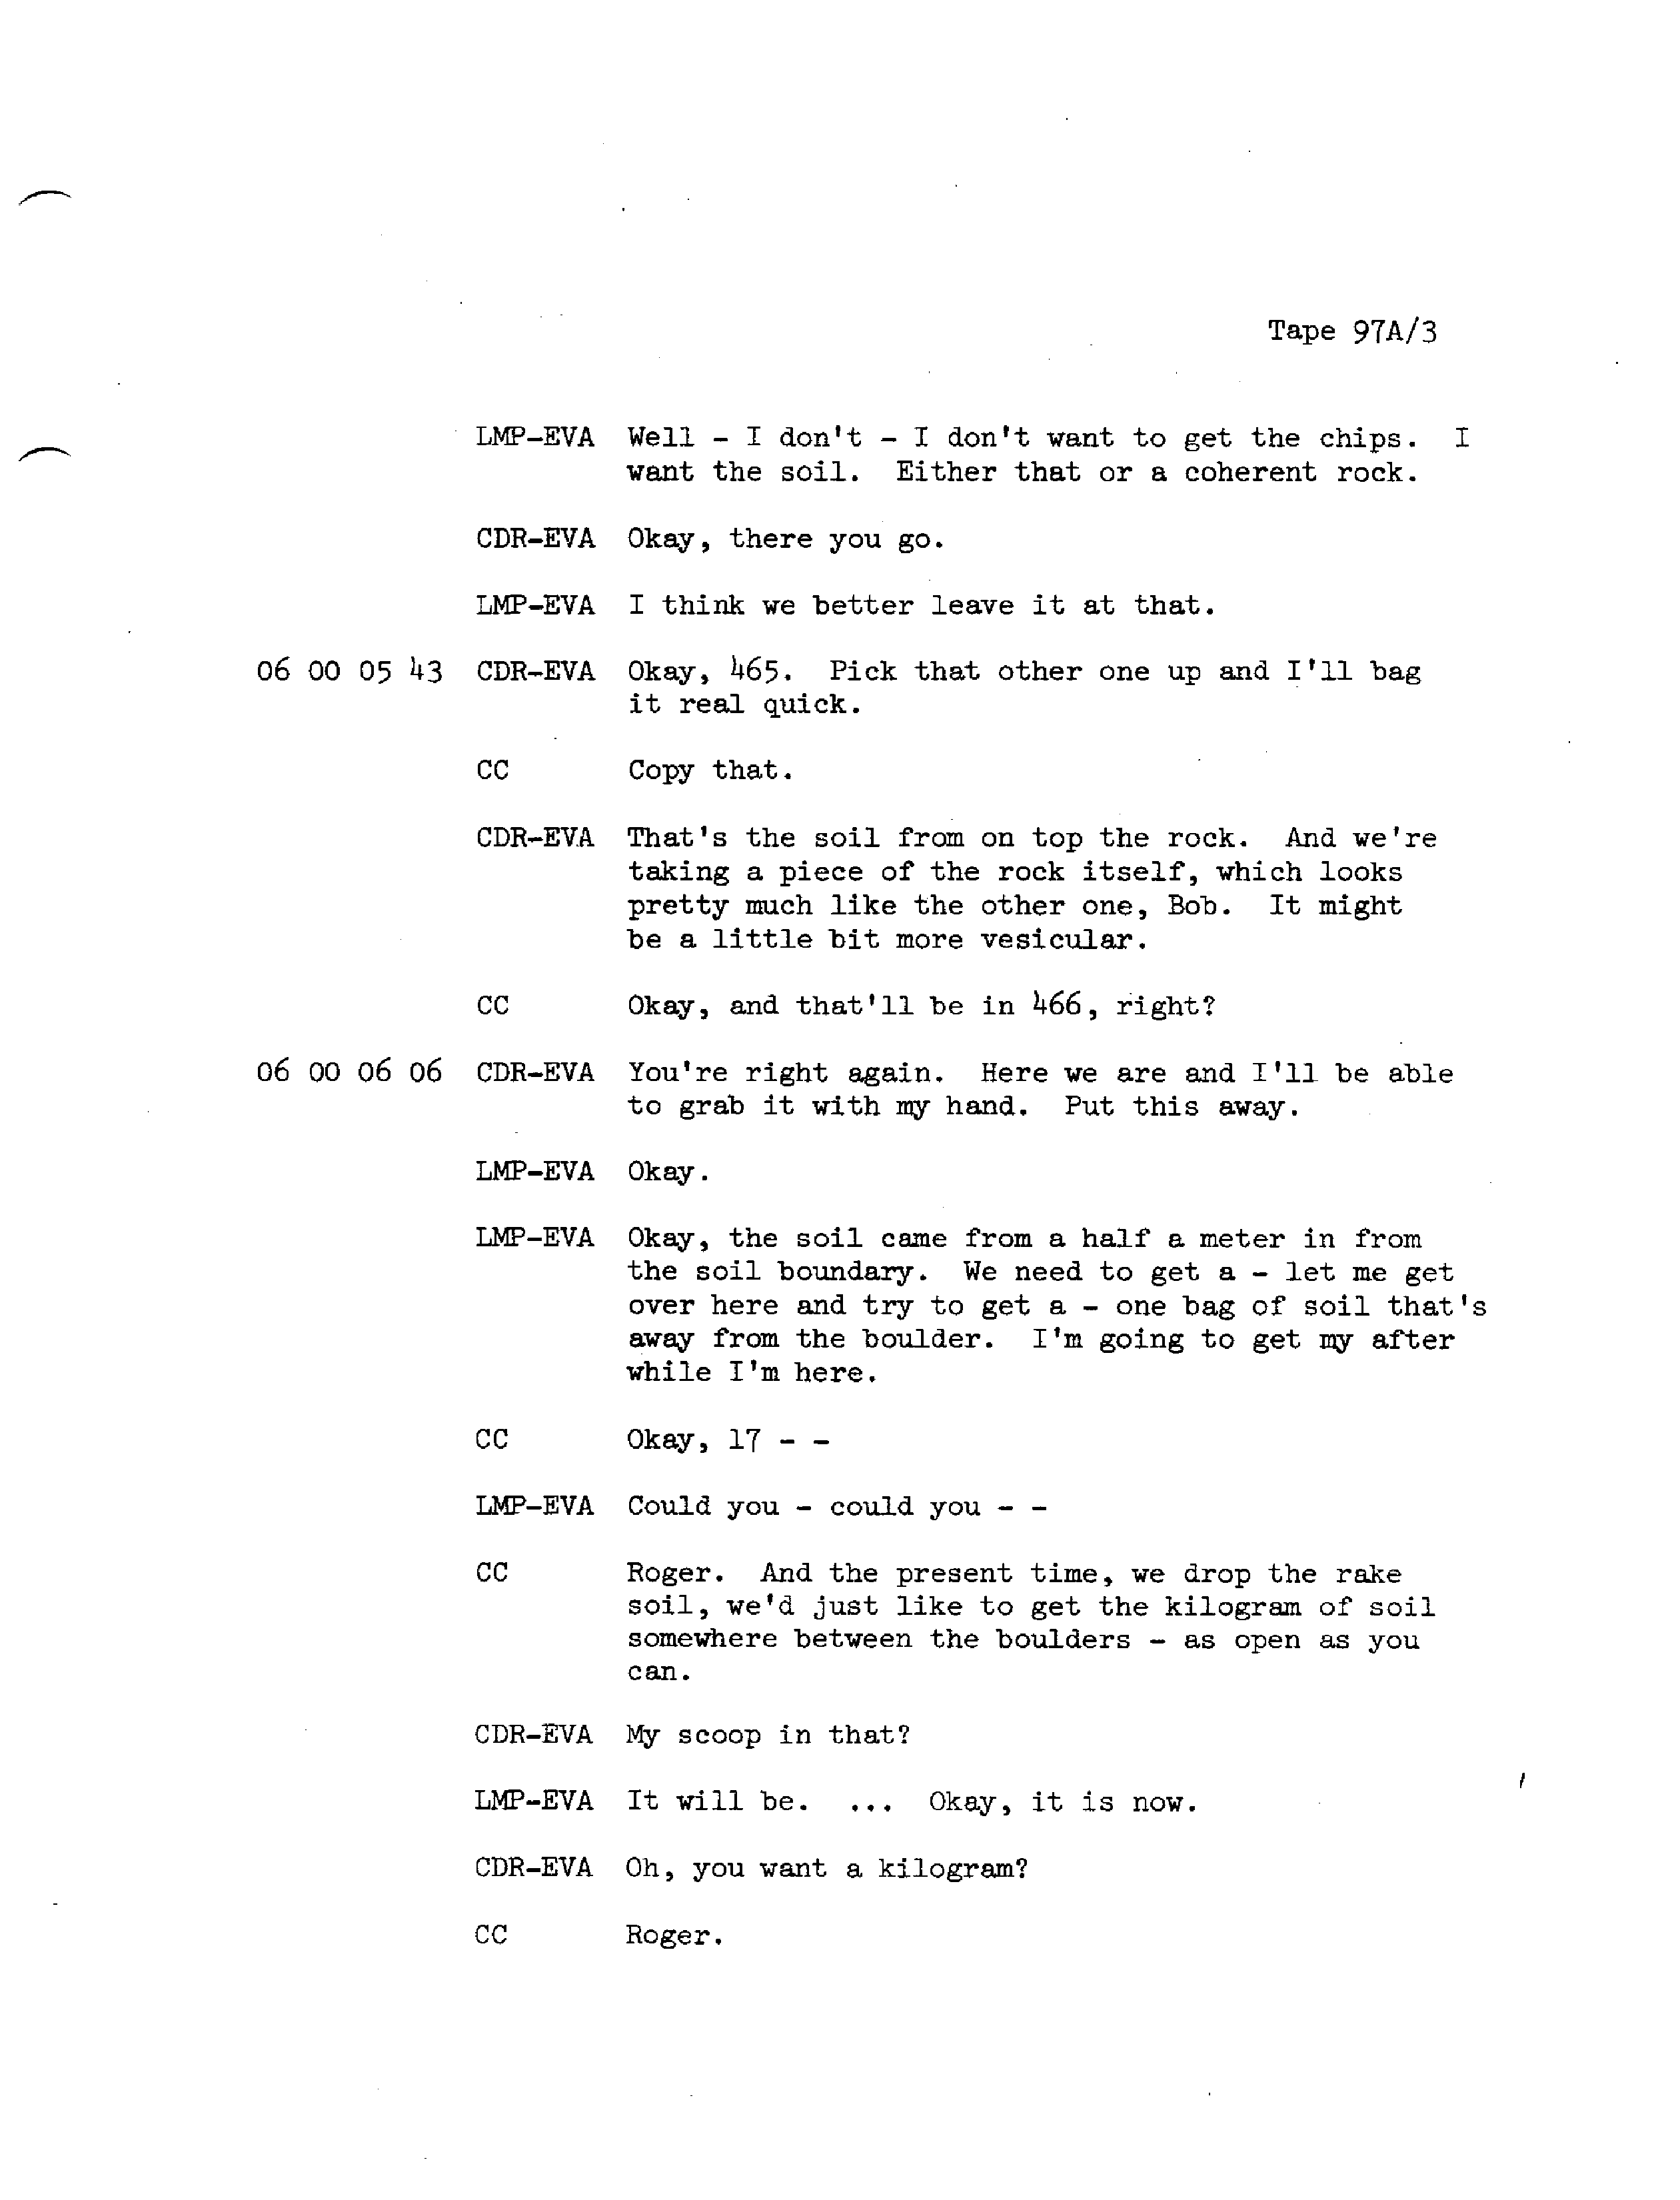 Tape 97A/3
LMP-EVA Well - I don't - I don't want to get the chips. I
want the soil. Either that or a coherent rock.
CDR-EVA Okay, there you go.
LMP-EVA I think we better leave it at that.
06 00 05 43 CDR-EVA Okay, 465. Pick that other one up and I'll bag
it real quick.
CC Copy that.
CDR-EVA That's the soil from on top the rock. And we're
taking a piece of the rock itself, which looks
pretty much like the other one, Bob. It might
be a little bit more vesicular.
CC Okay, and that'll be in 466, right?
06 00 06 06 CDR-EVA You're right again. Here we are and I'll be able
to grab it with my hand. Put this away.
LMP-EVA Okay.
LMP-EVA Okay, the soil came from a half a meter in from
the soil boundary. We need to get a - let me get
over here and try to get a - one bag of soil that's
away from the boulder. I'm going to get my after
while I'm here.
CC Okay, 17 - -
LMP-EVA Could you - could you - -
CC Roger. And the present time, we drop the rake
soil, we'd just like to get the kilogram of soil
somewhere between the boulders - as open as you
can.
CDR-EVA My scoop in that?
LMP-EVA It will be. ... Okay, it is now.
CDR-EVA Oh, you want a kilogram?
CC Roger.